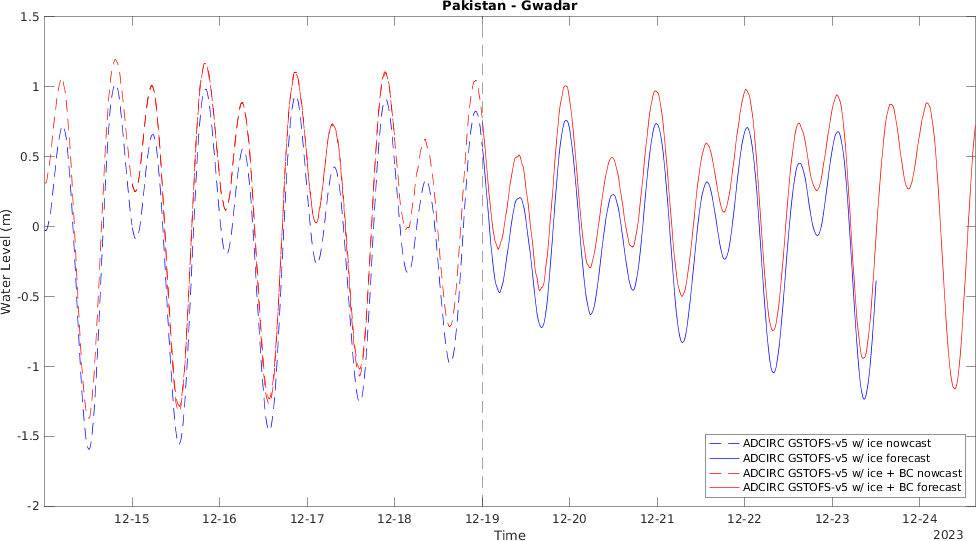 Pakistan - Gwadar
1.5
1
0.5
0
-0.5
-1
-1.5
-2
Water Level (m)
12-15 12-16 12-17 12-18 12-19 12-20 12-21 12-22 12-23 12-24
Time
2023
ADCIRC GSTOFS-v5 w/ ice nowcast
ADCIRC GSTOFS-v5 w/ ice forecast
ADCIRC GSTOFS-v5 w/ ice + BC nowcast
ADCIRC GSTOFS-v5 w/ ice + BC forecast